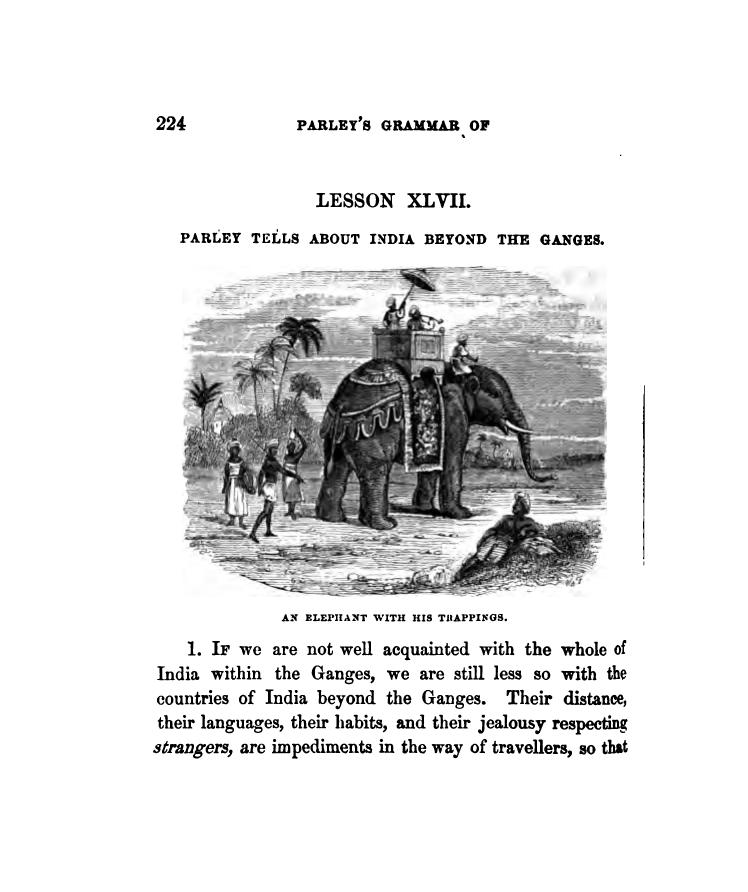 224 PARLEY'S GRAMMAR OF
LESSON XLVII.
PARLEY TELLS ABOUT INDIA BEYOND THE GANGES.
AN ELEPHANT WITH HIS TRAPPINGS.
1. IF we are not well acquainted with the whole of
India within the Ganges, we are still less so with the
countries of India beyond the Ganges. Their distance,
their languages, their habits, and their jealousy respecting
strangers, are impediments in the way of travellers, so that